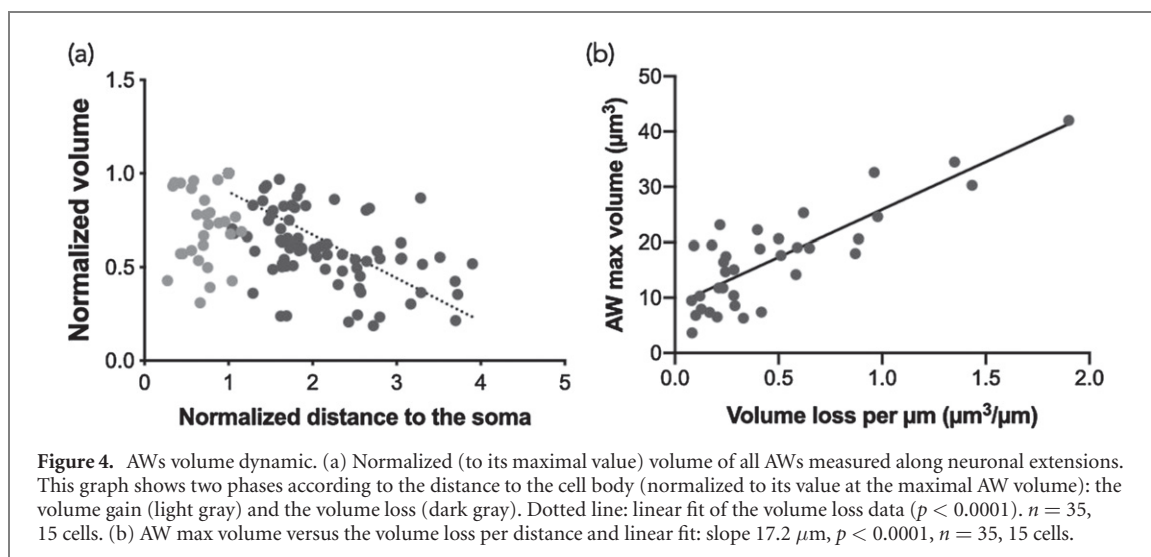 (a)
1.5
1.0
0.5
0.0
Normalized volume
0 1 2 3 4 5
Normalized distance to the soma
(b)
50
40
30
20
10
0
AW max volume (µm³)
0.0 0.5 1.0 1.5 2.0
Volume loss per µm (µm³/µm)
Figure 4. AWs volume dynamic. (a) Normalized (to its maximal value) volume of all AWs measured along neuronal extensions.
This graph shows two phases according to the distance to the cell body (normalized to its value at the maximal AW volume): the
volume gain (light gray) and the volume loss (dark gray). Dotted line: linear fit of the volume loss data (p < 0.0001). n = 35,
15 cells. (b) AW max volume versus the volume loss per distance and linear fit: slope 17.2 µm, p < 0.0001, n = 35, 15 cells.